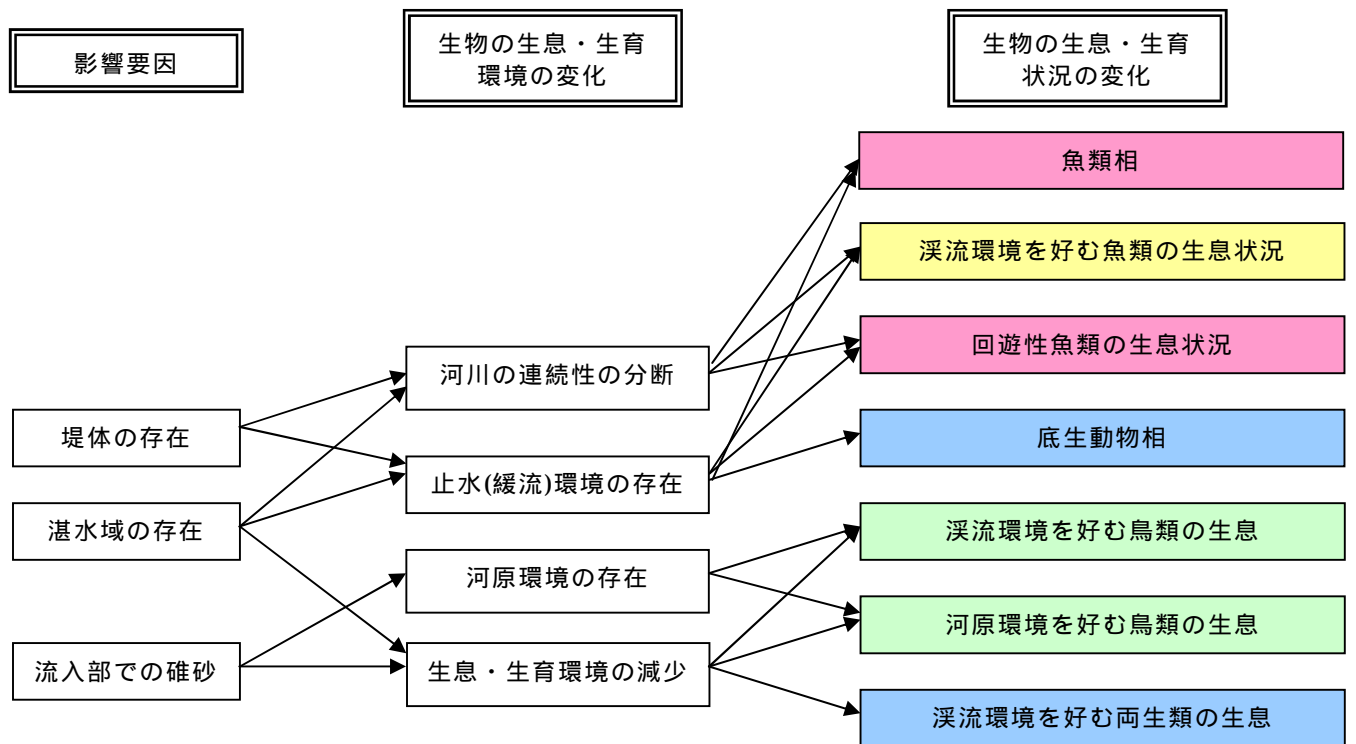 影響要因
生物の生息・生育
環境の変化
生物の生息・生育
状況の変化
魚類相
渓流環境を好む魚類の生息状況
回遊性魚類の生息状況
河川の連続性の分断
堤体の存在
底生動物相
止水(緩流)環境の存在
湛水域の存在
渓流環境を好む鳥類の生息
河原環境の存在
河原環境を好む鳥類の生息
流入部での碓砂
生息・生育環境の減少
渓流環境を好む両生類の生息